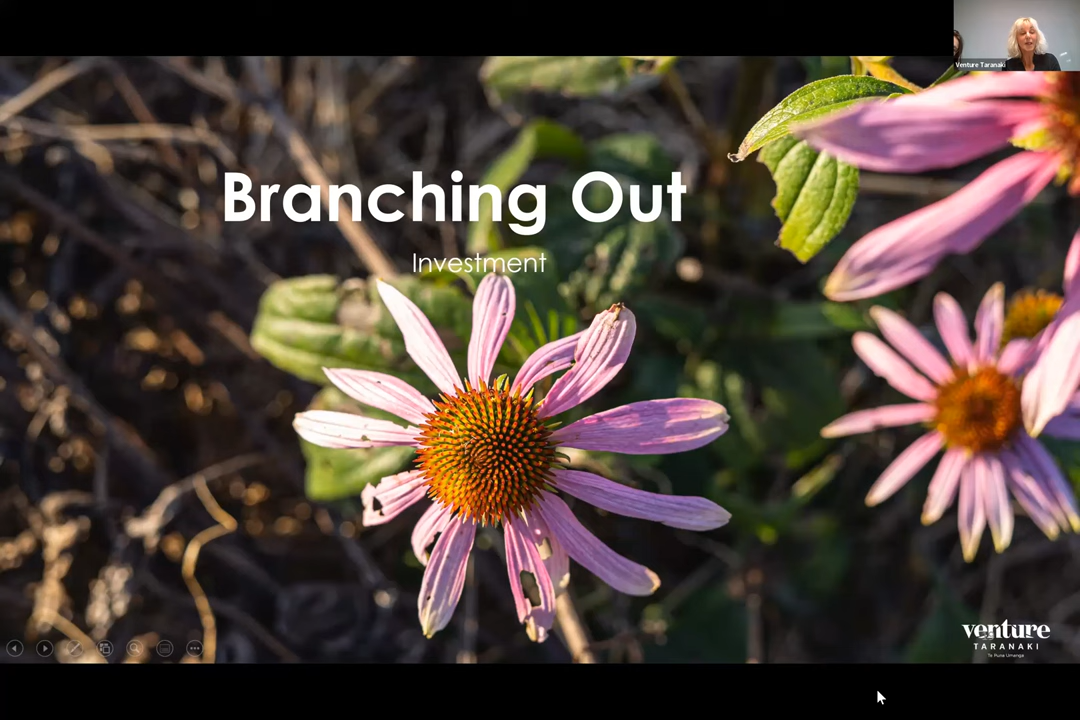 Venture Taranaki
Branching Out
Investment
venture
TARANAKI
Te Puna Umanga